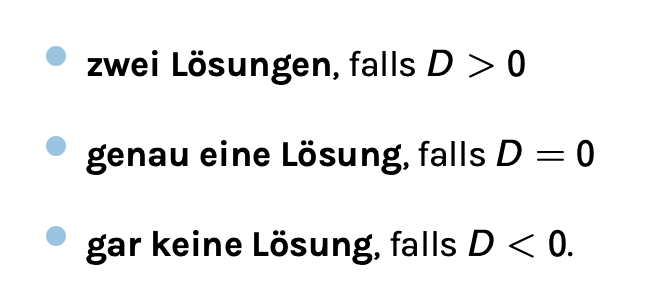 zwei Lösungen, falls D > 0
genau eine Lösung, falls D = 0
gar keine Lösung, falls D < 0.